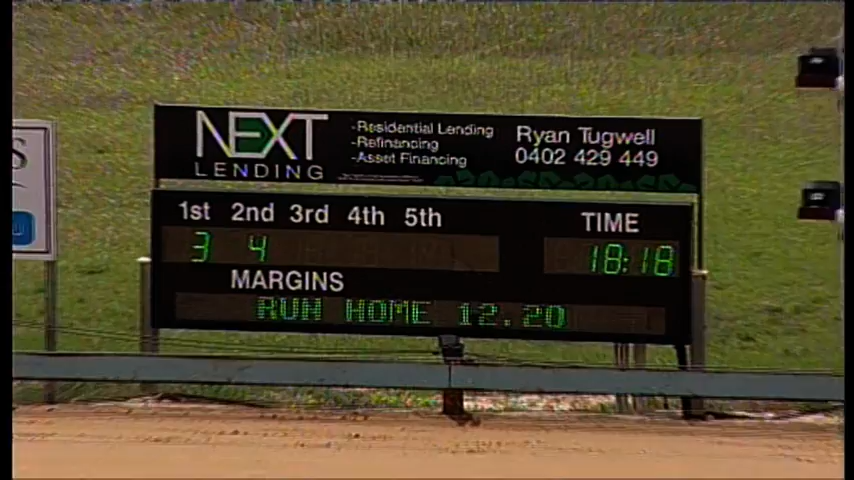 NEXT
LENDING
-Residential Lending
-Refinancing
-Asset Financing
Ryan Tugwell
0402 429 449
S
1st 2nd 3rd 4th 5th
TIME
3 4
18:18
MARGINS
RUN HOME 12.20